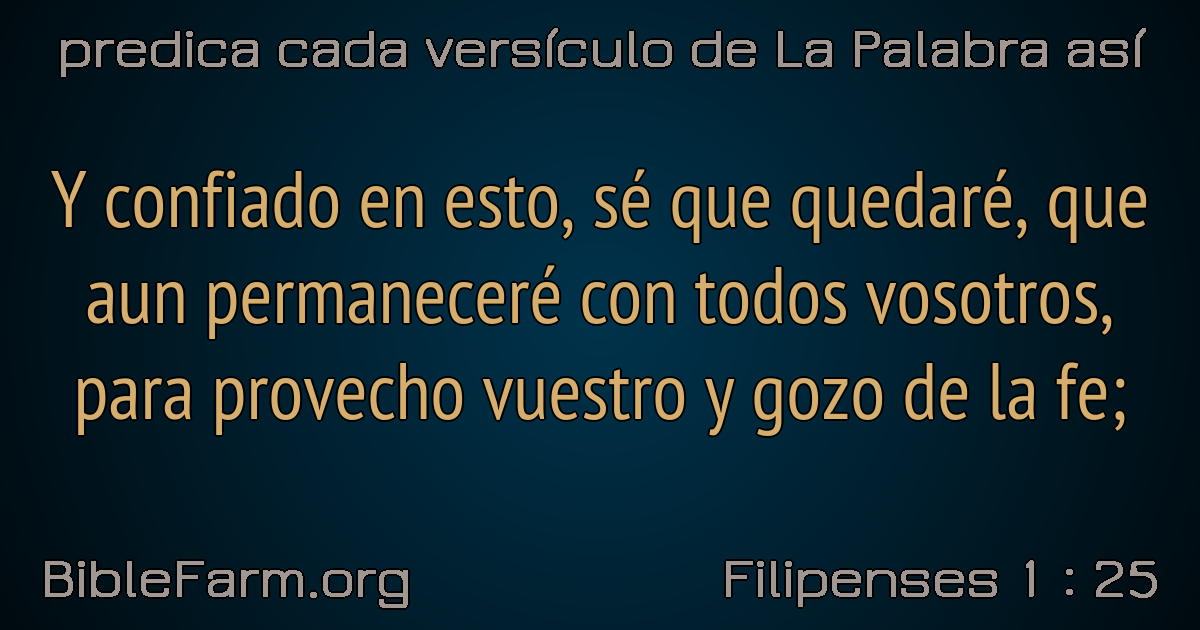 predica cada versículo de La Palabra así
Y confiado en esto, sé que quedaré, que
aun permaneceré con todos vosotros,
para provecho vuestro y gozo de la fe;
BibleFarm.org
Filipenses 1 : 25